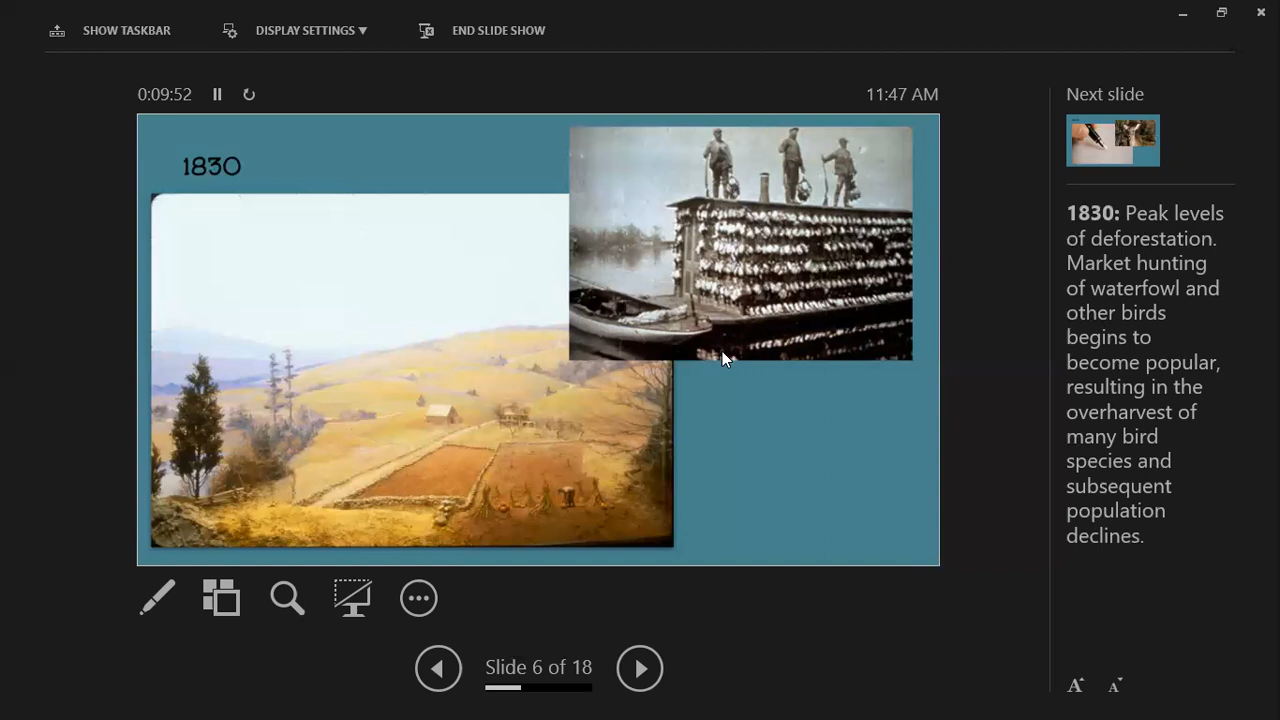 SHOW TASKBAR
DISPLAY SETTINGS ▼
END SLIDE SHOW
0:09:52
11:47 AM
1830
Next slide
1830: Peak levels
of deforestation.
Market hunting
of waterfowl and
other birds
begins to
become popular,
resulting in the
overharvest of
many bird
species and
subsequent
population
declines.
Slide 6 of 18
A
A